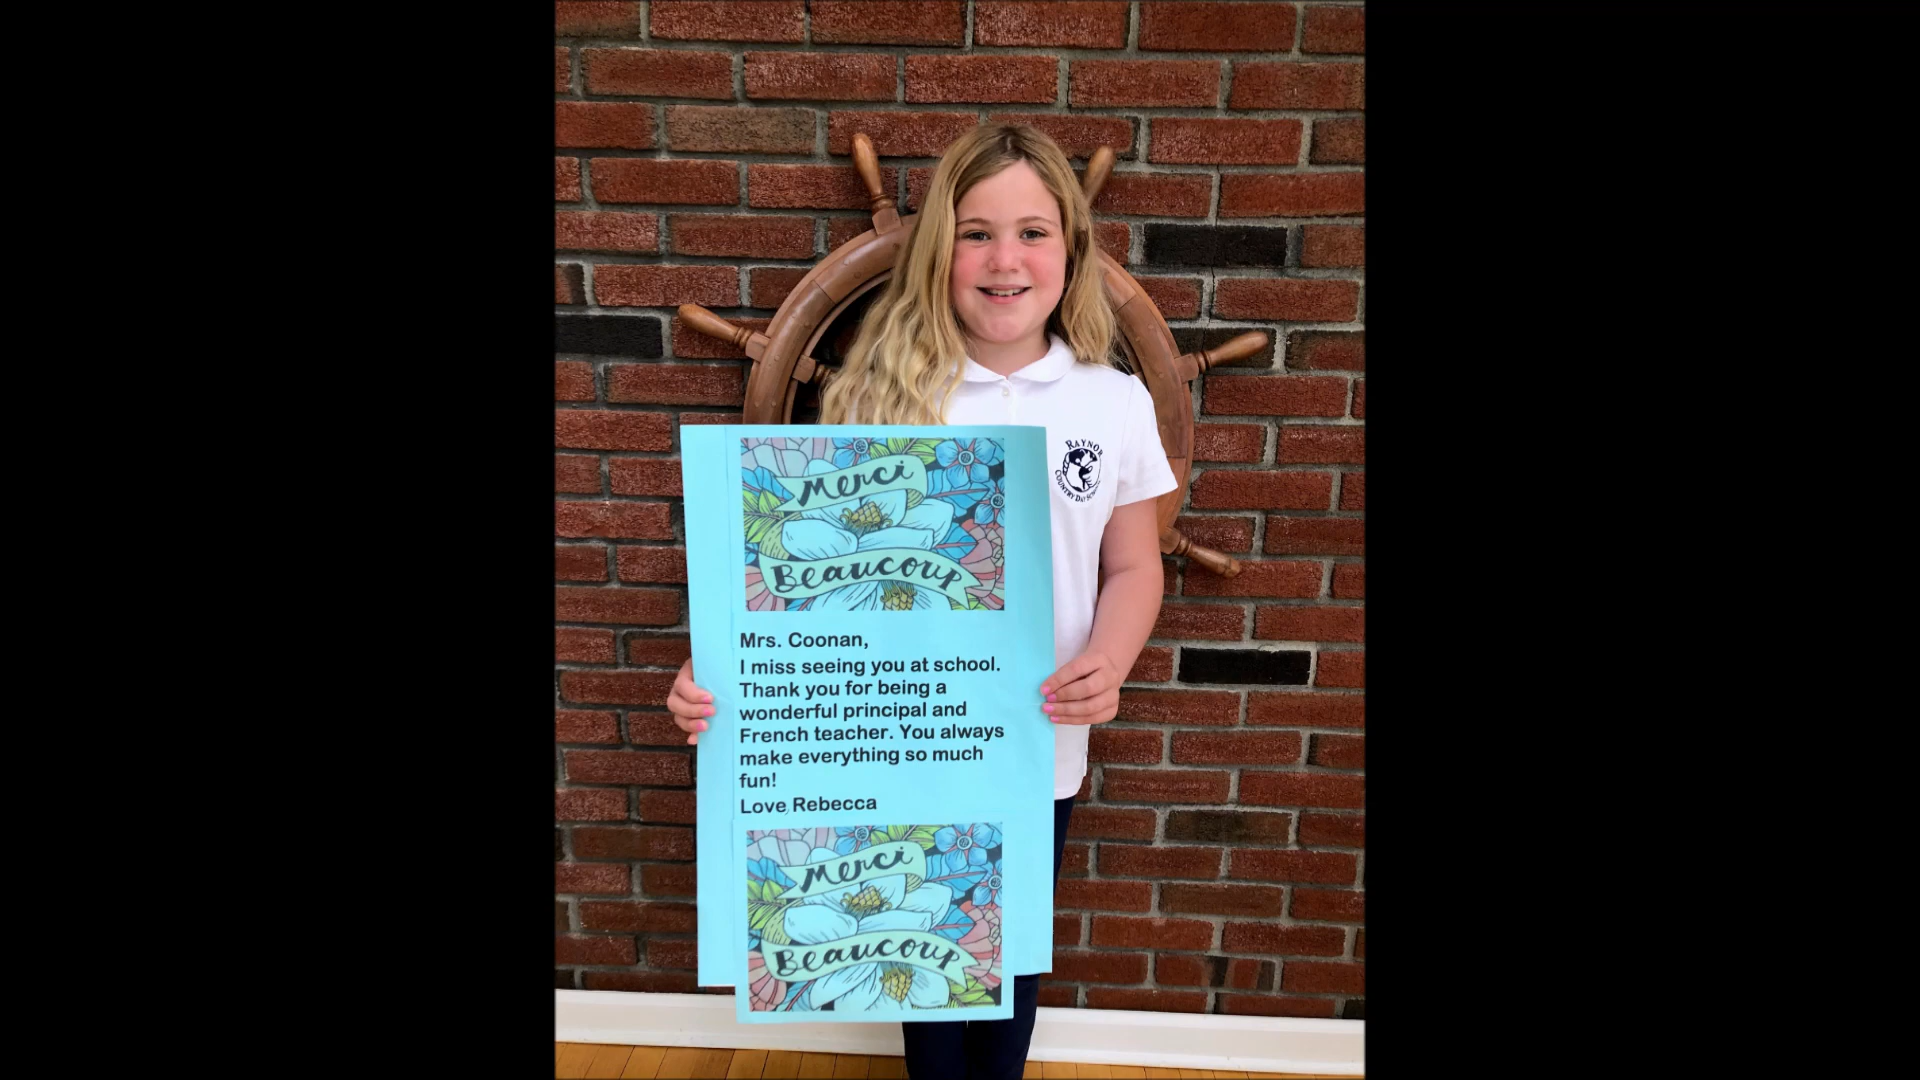 RAYNOR
COUNTRY DAY SCHOOL
Merci
Beaucoup
Mrs. Coonan,
I miss seeing you at school.
Thank you for being a
wonderful principal and
French teacher. You always
make everything so much
fun!
Love, Rebecca
Merci
Beaucoup